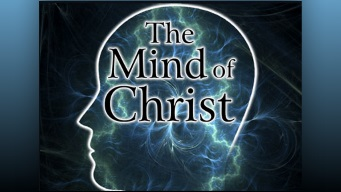 The
Mind of
Christ